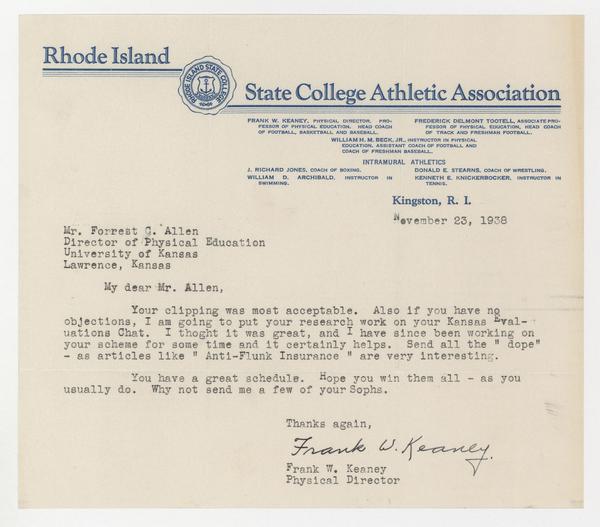 Rhode Island
RHODE ISLAND STATE COLLEGE
State College Athletic Association
FRANK W. KEANEY, PHYSICAL DIRECTOR, PRO-
FESSOR OF PHYSICAL EDUCATION, HEAD COACH
OF FOOTBALL, BASKETBALL AND BASEBALL.
FREDERICK DELMONT TOOTELL, ASSOCIATE PRO-
FESSOR OF PHYSICAL EDUCATION, HEAD COACH
OF TRACK AND FRESHMAN FOOTBALL.
WILLIAM H. M. BECK, JR., INSTRUCTOR IN PHYSICAL
EDUCATION, ASSISTANT COACH OF FOOTBALL AND
COACH OF FRESHMAN BASEBALL.
INTRAMURAL ATHLETICS
J. RICHARD JONES, COACH OF BOXING.
WILLIAM D. ARCHIBALD, INSTRUCTOR IN
SWIMMING.
DONALD E. STEARNS, COACH OF WRESTLING.
KENNETH E. KNICKERBOCKER, INSTRUCTOR IN
TENNIS.
Kingston, R. I.
November 23, 1938
Mr. Forrest C. Allen
Director of Physical Education
University of Kansas
Lawrence, Kansas
My dear Mr. Allen,
Your clipping was most acceptable. Also if you have no
objections, I am going to put your research work on your Kansas Eval-
uations Chat. I thoght it was great, and I have since been working on
your scheme for some time and it certainly helps. Send all the " dope"
- as articles like " Anti-Flunk Insurance " are very interesting.
You have a great schedule. Hope you win them all - as you
usually do. Why not send me a few of your Sophs.
Thanks again,
Frank W. Keaney.
Frank W. Keaney
Physical Director